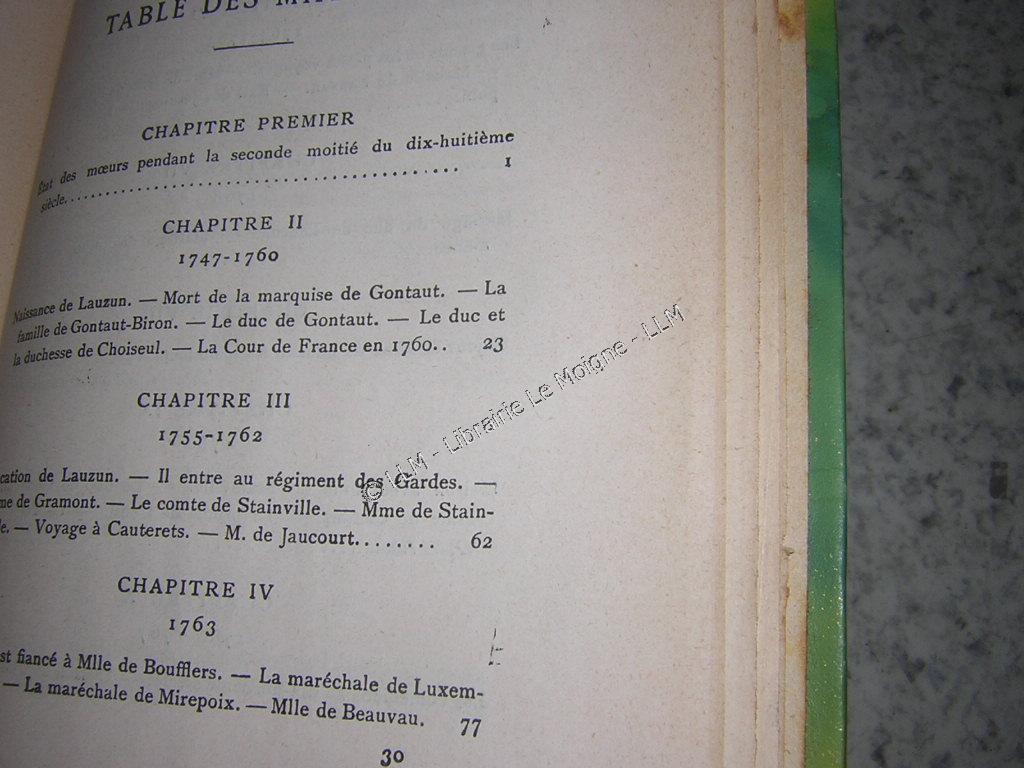 TABLE DES
CHAPITRE PREMIER
État des mœurs pendant la seconde moitié du dix-huitième
siècle........................................ 1
CHAPITRE II
1747-1760
Naissance de Lauzun. — Mort de la marquise de Gontaut. — La
famille de Gontaut-Biron. — Le duc de Gontaut. — Le duc et
la duchesse de Choiseul. — La Cour de France en 1760.. 23
CHAPITRE III
1755-1762
cation de Lauzun. — Il entre au régiment des Gardes. —
me de Gramont. — Le comte de Stainville. — Mme de Stain-
le. — Voyage à Cauterets. — M. de Jaucourt........ 62
CHAPITRE IV
1763
st fiancé à Mlle de Boufflers. — La maréchale de Luxem-
— La maréchale de Mirepoix. — Mlle de Beauvau. 77
30
© LLM - Librairie Le Moigne - LLM